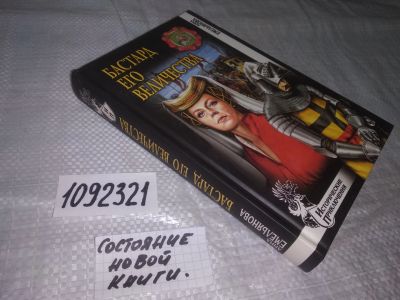 БАСТАРД
ЕГО
ВЕЛИЧЕСТВА
БАСТАРД ЕГО ВЕЛИЧЕСТВА
ЕМЕЛЬЯНОВА
ИСТОРИЧЕСКИЕ
ПРИКЛЮЧЕНИЯ
1092321
СОСТОЯНИЕ
НОВОЙ
КНИГИ.